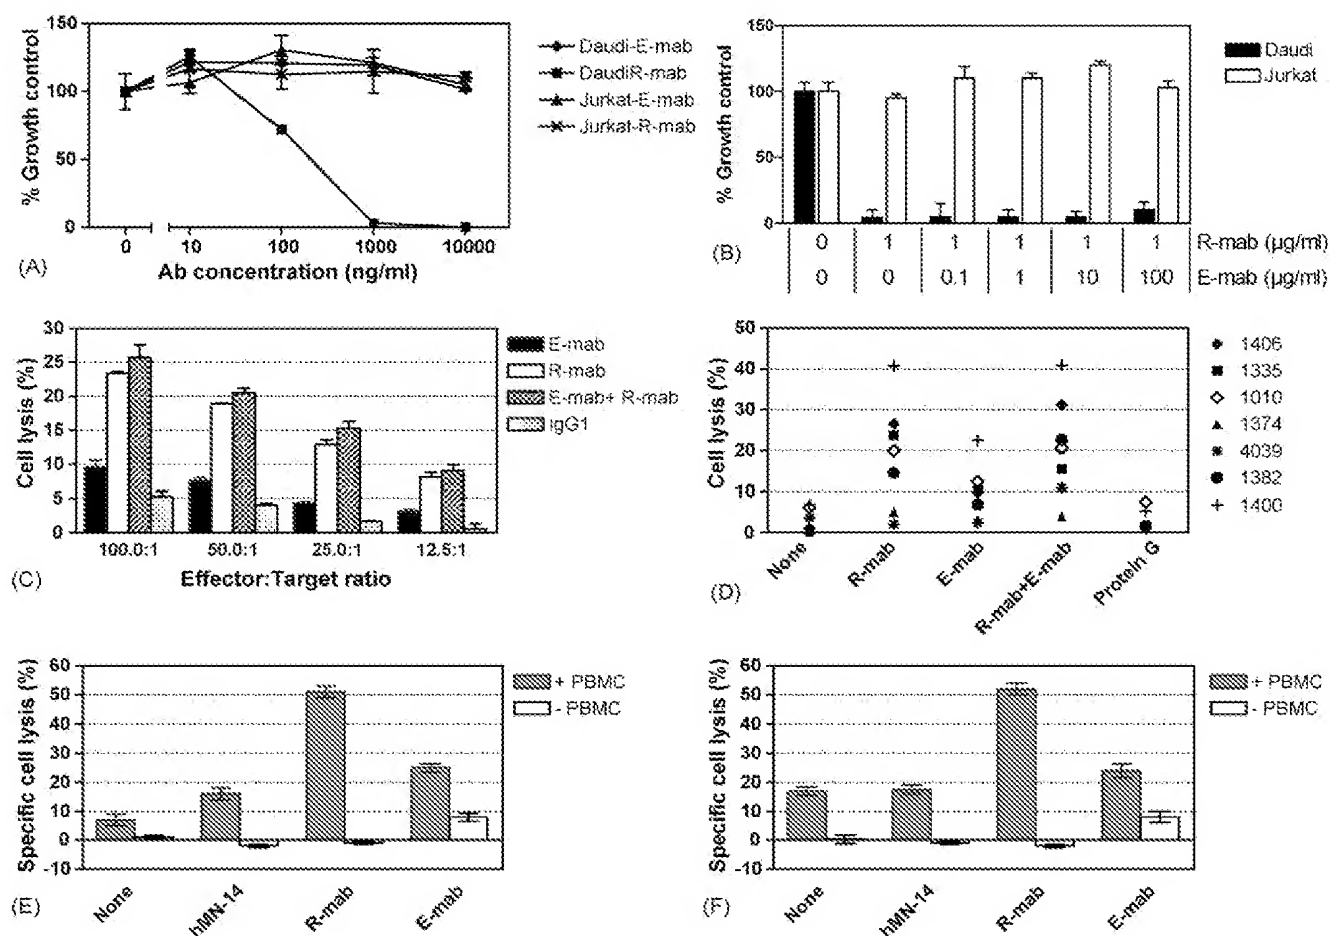 150
100
50
0
% Growth control
0
10
100
1000
10000
Ab concentration (ng/ml)
Daudi-E-mab
DaudiR-mab
Jurkat-E-mab
Jurkat-R-mab
(A)
150
100
50
0
% Growth control
Daudi
Jurkat
0 1 1 1 1 1 R-mab (µg/ml)
0 0 0.1 1 10 100 E-mab (µg/ml)
(B)
30
25
20
15
10
5
0
Cell lysis (%)
100.0:1
50.0:1
25.0:1
12.5:1
Effector:Target ratio
E-mab
R-mab
E-mab+ R-mab
IgG1
(C)
50
40
30
20
10
0
Cell lysis (%)
None
R-mab
E-mab
R-mab+E-mab
Protein G
1406
1335
1010
1374
4039
1382
1400
(D)
60
50
40
30
20
10
0
-10
Specific cell lysis (%)
None
hMN-14
R-mab
E-mab
+ PBMC
- PBMC
(E)
60
50
40
30
20
10
0
-10
Specific cell lysis (%)
None
hMN-14
R-mab
E-mab
+ PBMC
- PBMC
(F)